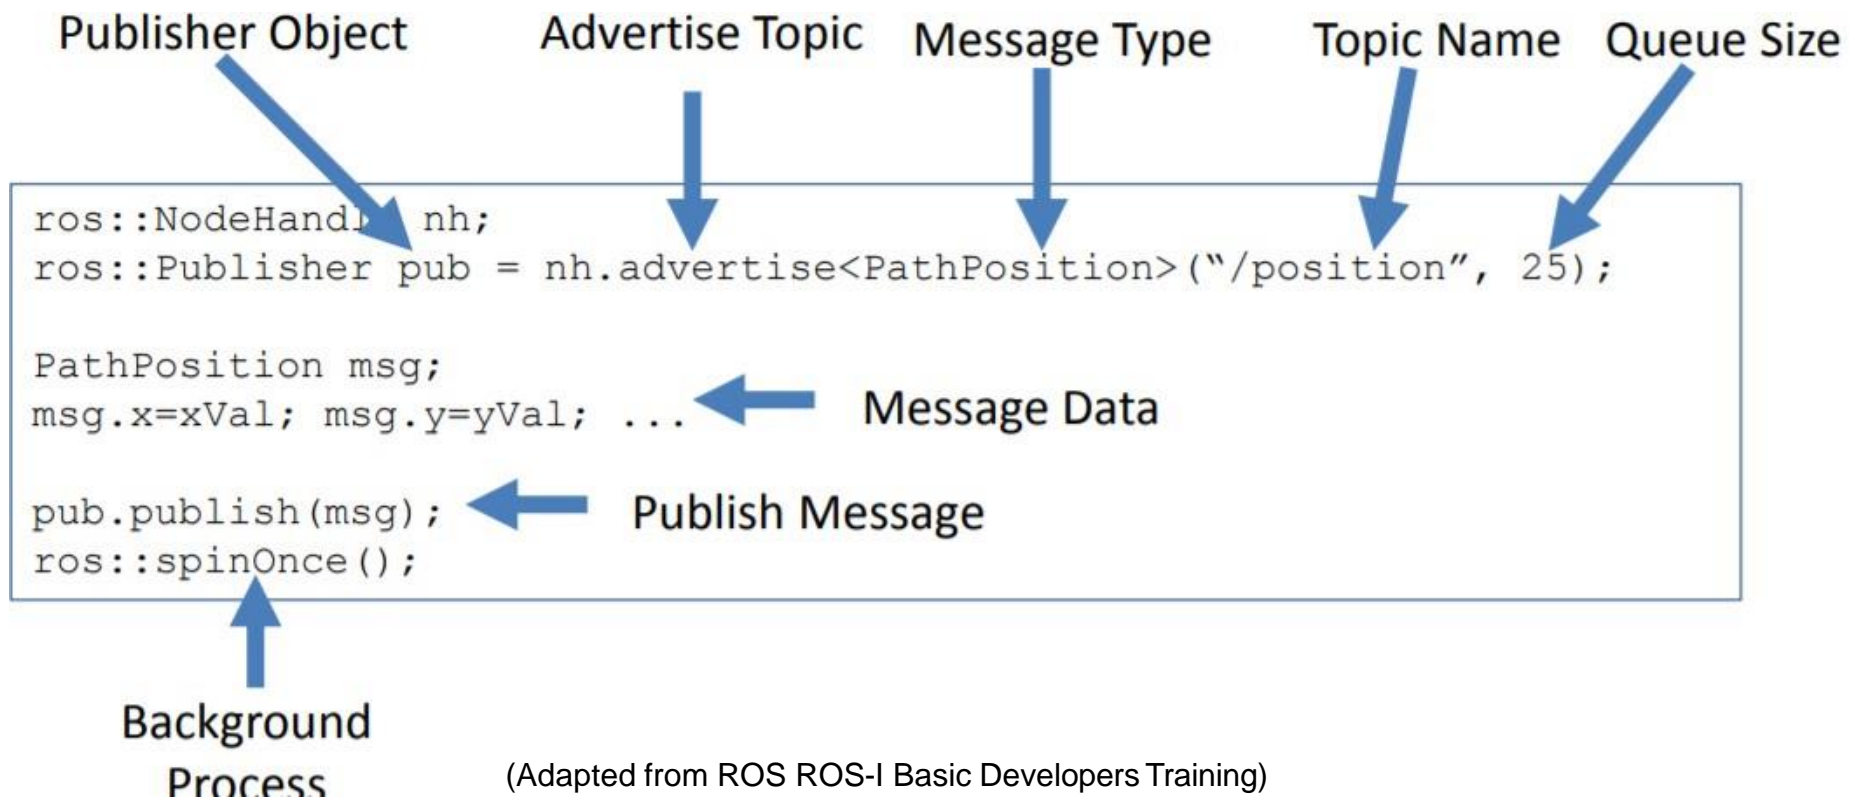 Publisher Object Advertise Topic Message Type Topic Name Queue Size
ros::NodeHandl nh;
ros::Publisher pub = nh.advertise<PathPosition>(“/position”, 25);
PathPosition msg;
msg.x=xVal; msg.y=yVal; ... Message Data
pub.publish(msg); Publish Message
ros::spinOnce();
Background
Process
(Adapted from ROS ROS-I Basic Developers Training)